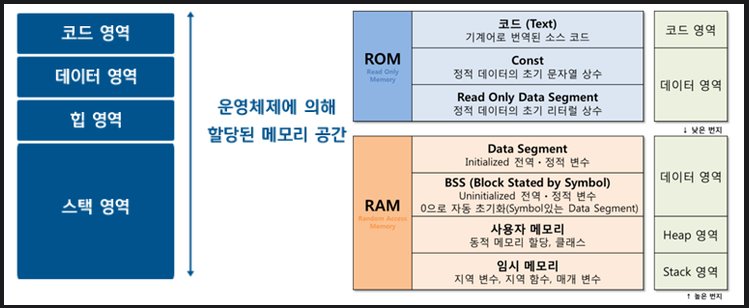 코드 영역
데이터 영역
힙 영역
스택 영역
운영체제에 의해
할당된 메모리 공간
ROM
Read Only
Memory
코드 (Text)
기계어로 번역된 소스 코드
Const
정적 데이터의 초기 문자열 상수
Read Only Data Segment
정적 데이터의 초기 리터럴 상수
코드 영역
데이터 영역
↓ 낮은 번지
RAM
Random Access
Memory
Data Segment
Initialized 전역·정적 변수
BSS (Block Stated by Symbol)
Uninitialized 전역·정적 변수
0으로 자동 초기화(Symbol있는 Data Segment)
사용자 메모리
동적 메모리 할당, 클래스
임시 메모리
지역 변수, 지역 함수, 매개 변수
데이터 영역
Heap 영역
Stack 영역
↑ 높은 번지